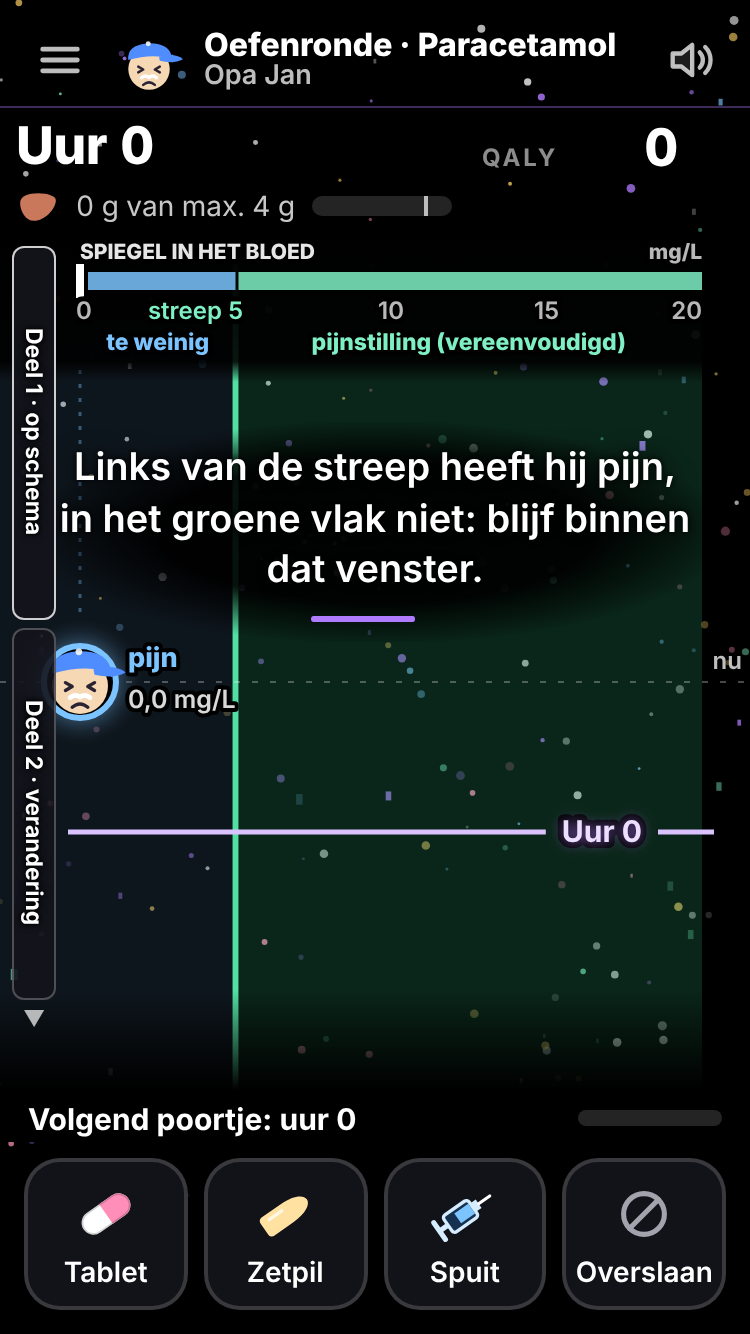 Oefenronde · Paracetamol
Opa Jan
Uur 0
QALY 0
0 g van max. 4 g
SPIEGEL IN HET BLOED mg/L
0 streep 5 10 15 20
te weinig pijnstilling (vereenvoudigd)
Deel 1 · op schema
Links van de streep heeft hij pijn,
in het groene vlak niet: blijf binnen
dat venster.
pijn
0,0 mg/L
nu
Deel 2 · verandering
Uur 0
Volgend poortje: uur 0
Tablet Zetpil Spuit Overslaan